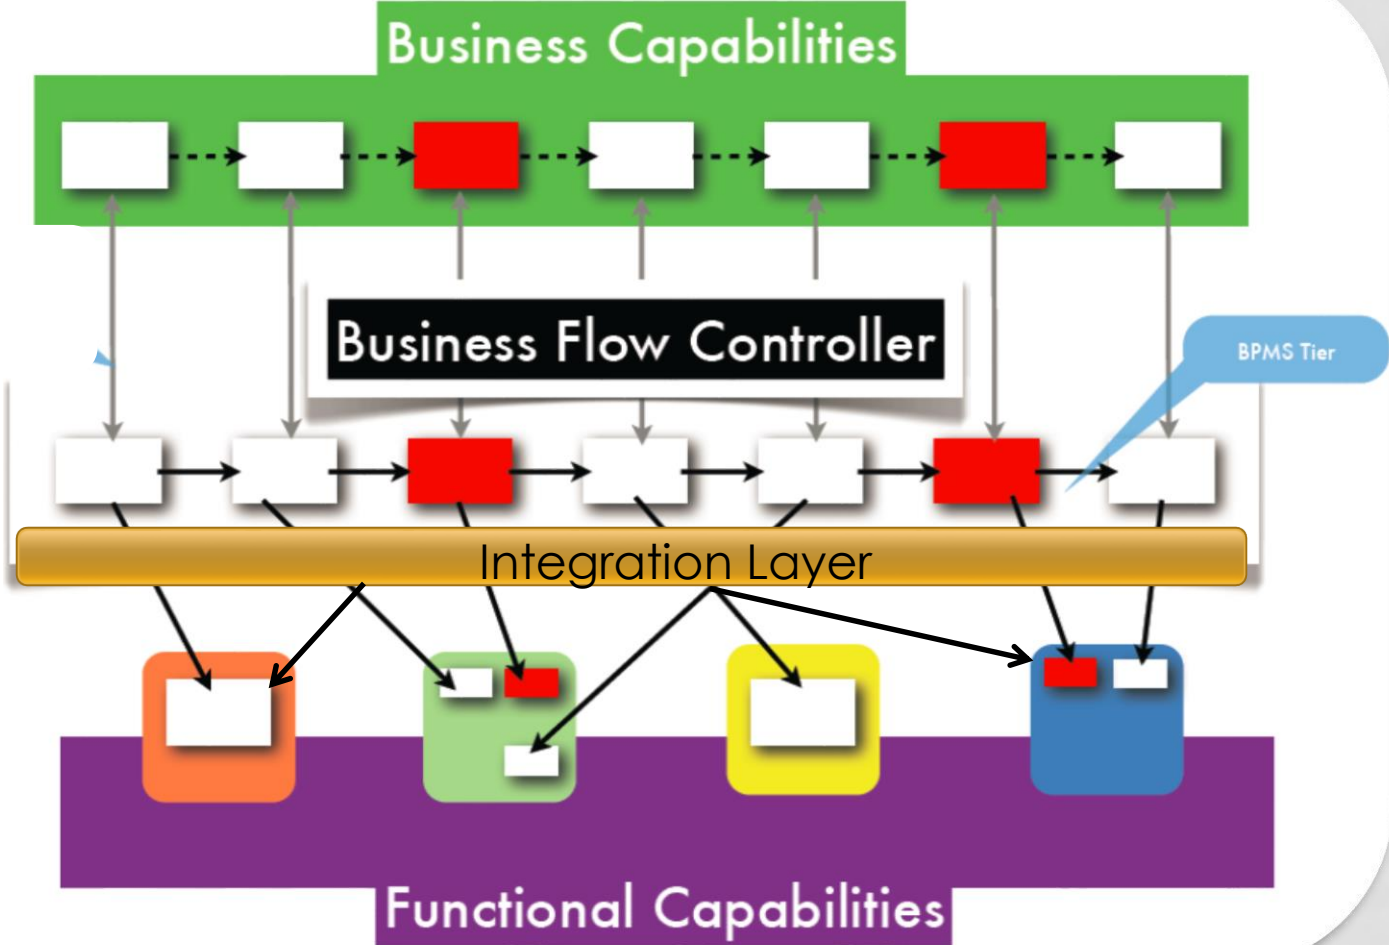 Business Capabilities
Business Flow Controller
BPMS Tier
Integration Layer
Functional Capabilities